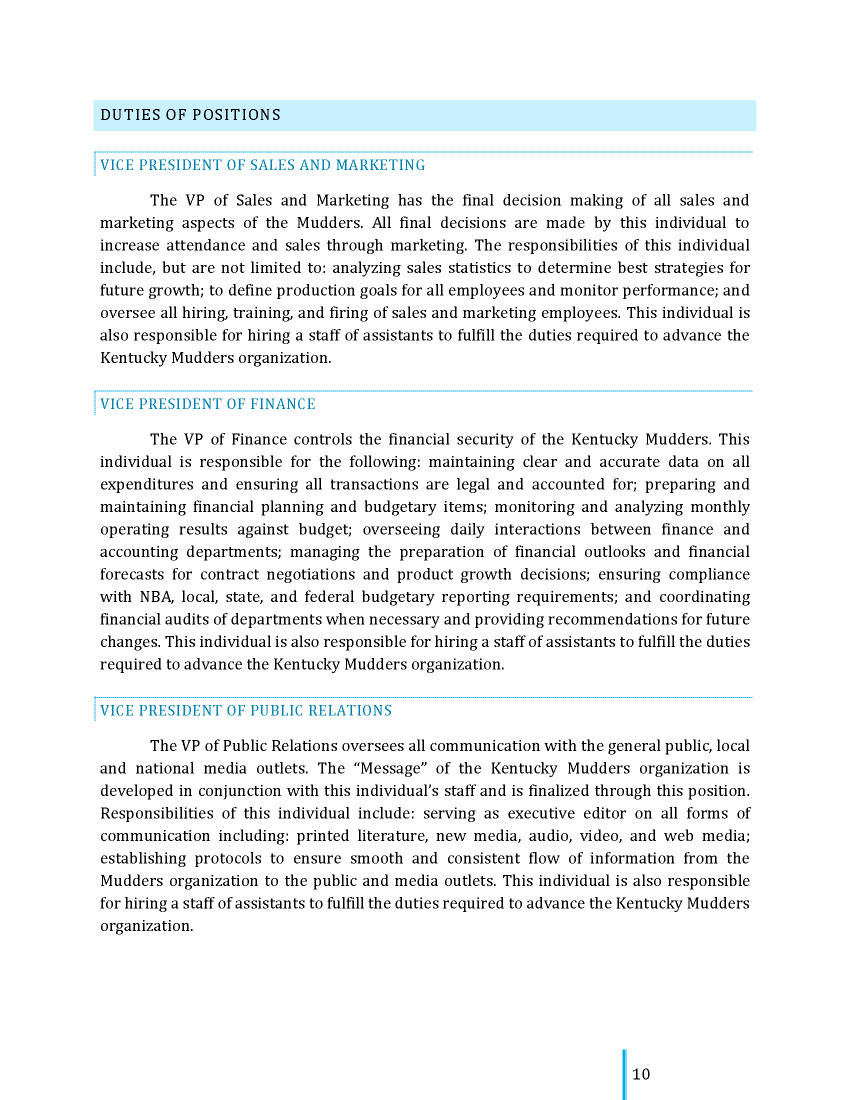 DUTIES OF POSITIONS
VICE PRESIDENT OF SALES AND MARKETING
The VP of Sales and Marketing has the final decision making of all sales and
marketing aspects of the Mudders. All final decisions are made by this individual to
increase attendance and sales through marketing. The responsibilities of this individual
include, but are not limited to: analyzing sales statistics to determine best strategies for
future growth; to define production goals for all employees and monitor performance; and
oversee all hiring, training, and firing of sales and marketing employees. This individual is
also responsible for hiring a staff of assistants to fulfill the duties required to advance the
Kentucky Mudders organization.
VICE PRESIDENT OF FINANCE
The VP of Finance controls the financial security of the Kentucky Mudders. This
individual is responsible for the following: maintaining clear and accurate data on all
expenditures and ensuring all transactions are legal and accounted for; preparing and
maintaining financial planning and budgetary items; monitoring and analyzing monthly
operating results against budget; overseeing daily interactions between finance and
accounting departments; managing the preparation of financial outlooks and financial
forecasts for contract negotiations and product growth decisions; ensuring compliance
with NBA, local, state, and federal budgetary reporting requirements; and coordinating
financial audits of departments when necessary and providing recommendations for future
changes. This individual is also responsible for hiring a staff of assistants to fulfill the duties
required to advance the Kentucky Mudders organization.
VICE PRESIDENT OF PUBLIC RELATIONS
The VP of Public Relations oversees all communication with the general public, local
and national media outlets. The “Message” of the Kentucky Mudders organization is
developed in conjunction with this individual’s staff and is finalized through this position.
Responsibilities of this individual include: serving as executive editor on all forms of
communication including: printed literature, new media, audio, video, and web media;
establishing protocols to ensure smooth and consistent flow of information from the
Mudders organization to the public and media outlets. This individual is also responsible
for hiring a staff of assistants to fulfill the duties required to advance the Kentucky Mudders
organization.
10